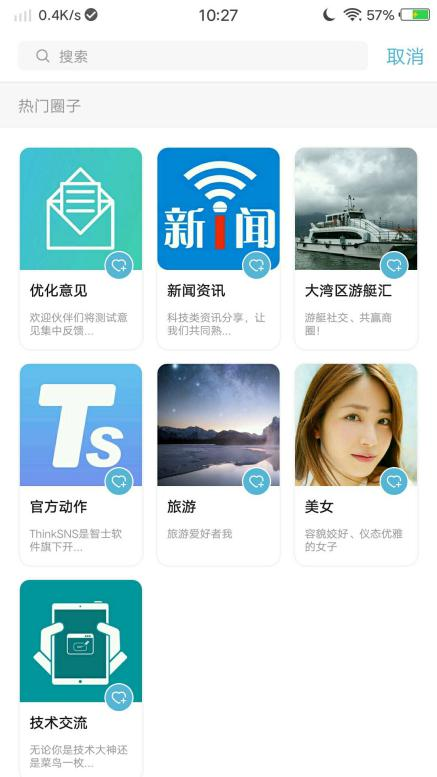 0.4K/s
10:27
57%
搜索
取消
热门圈子
新闻
优化意见
欢迎伙伴们将测试意
见集中反馈...
新闻资讯
科技类资讯分享，让
我们共同熟...
大湾区游艇汇
游艇社交、共赢商
圈！
Ts
官方动作
ThinkSNS是智士软
件旗下开...
旅游
旅游爱好者我
美女
容貌姣好、仪态优雅
的女子
技术交流
无论你是技术大神还
是菜鸟一枚...